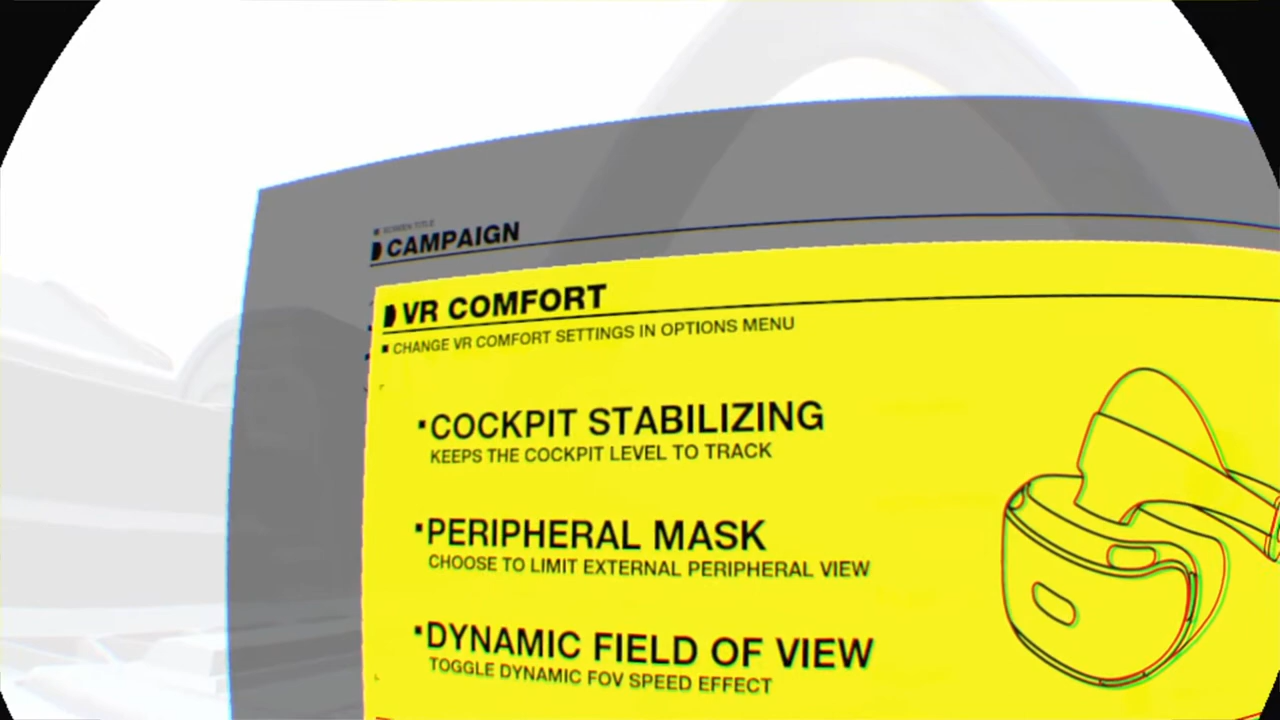 SCREEN TITLE
CAMPAIGN
VR COMFORT
CHANGE VR COMFORT SETTINGS IN OPTIONS MENU
COCKPIT STABILIZING
KEEPS THE COCKPIT LEVEL TO TRACK
PERIPHERAL MASK
CHOOSE TO LIMIT EXTERNAL PERIPHERAL VIEW
DYNAMIC FIELD OF VIEW
TOGGLE DYNAMIC FOV SPEED EFFECT